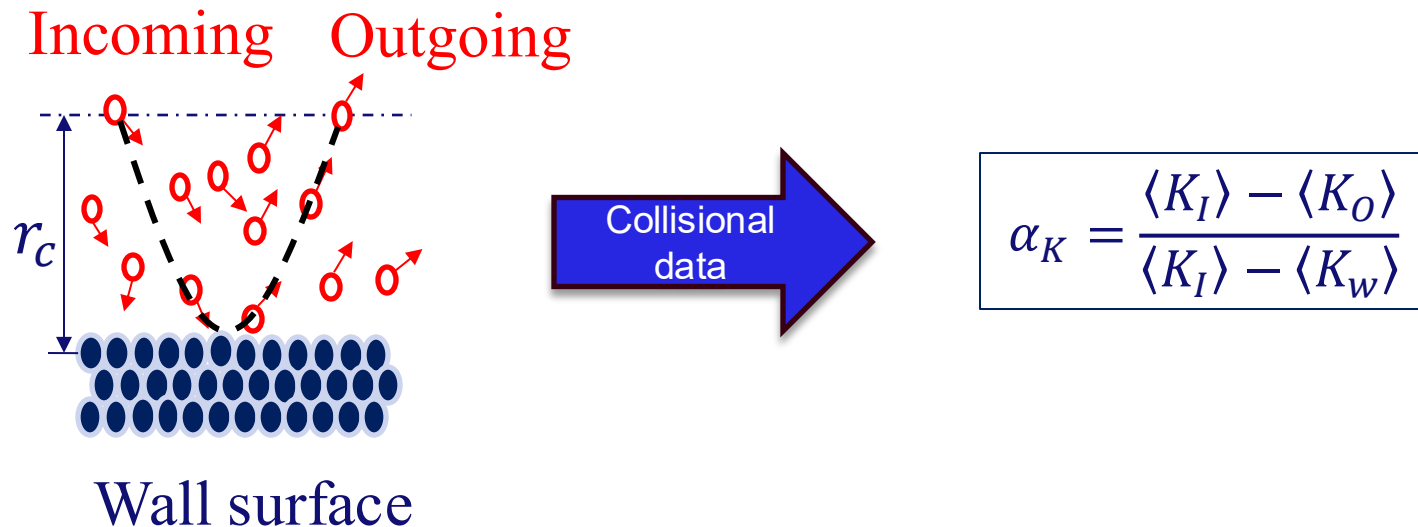 Incoming Outgoing
r_c
Wall surface
Collisional
data
α_K = (⟨K_I⟩ − ⟨K_O⟩) / (⟨K_I⟩ − ⟨K_w⟩)